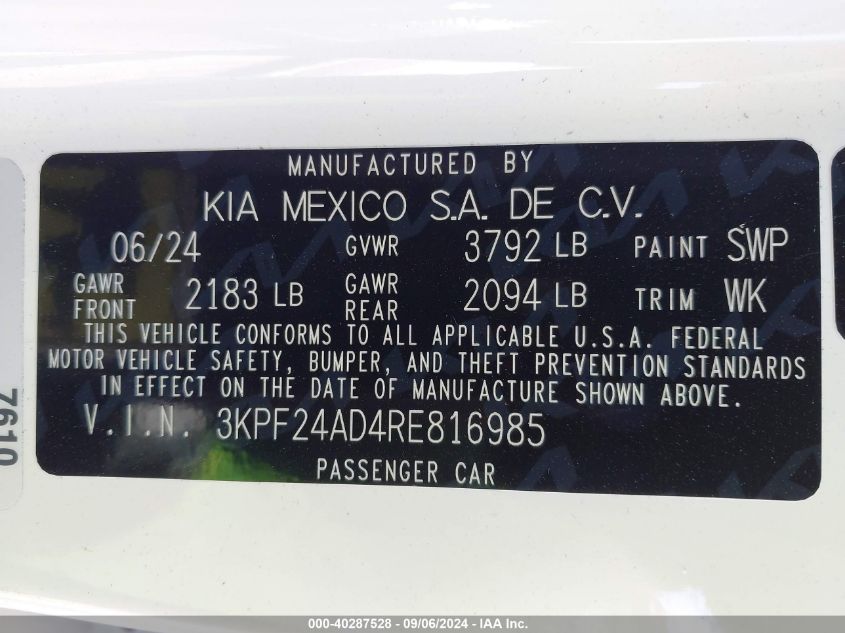 MANUFACTURED BY
KIA MEXICO S.A. DE C.V.
06/24 GVWR 3792 LB PAINT SWP
GAWR FRONT 2183 LB GAWR REAR 2094 LB TRIM WK
THIS VEHICLE CONFORMS TO ALL APPLICABLE U.S.A. FEDERAL
MOTOR VEHICLE SAFETY, BUMPER, AND THEFT PREVENTION STANDARDS
IN EFFECT ON THE DATE OF MANUFACTURE SHOWN ABOVE.
V.I.N. 3KPF24AD4RE816985
PASSENGER CAR
000-40287528 - 09/06/2024 - IAA Inc.